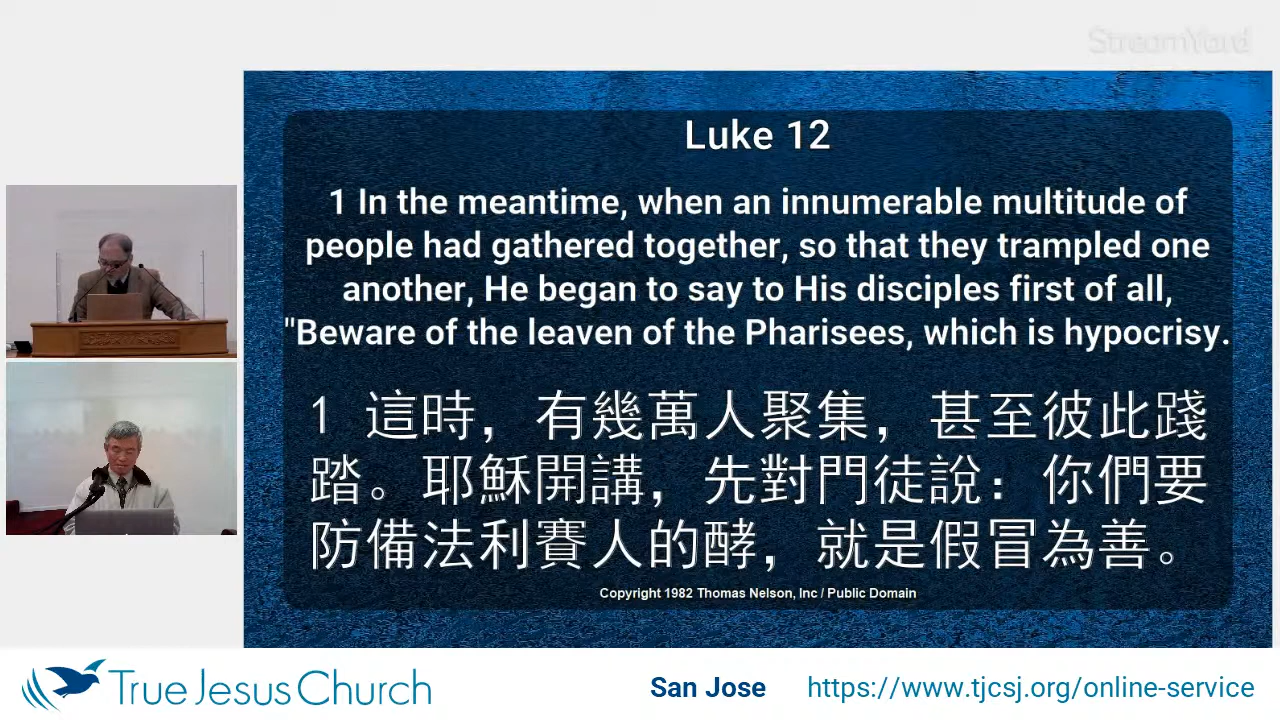 StreamYard
Luke 12
1 In the meantime, when an innumerable multitude of
people had gathered together, so that they trampled one
another, He began to say to His disciples first of all,
"Beware of the leaven of the Pharisees, which is hypocrisy.
1 這時，有幾萬人聚集，甚至彼此踐
踏。耶穌開講，先對門徒說：你們要
防備法利賽人的酵，就是假冒為善。
Copyright 1982 Thomas Nelson, Inc / Public Domain
True Jesus Church
San Jose
https://www.tjcsj.org/online-service